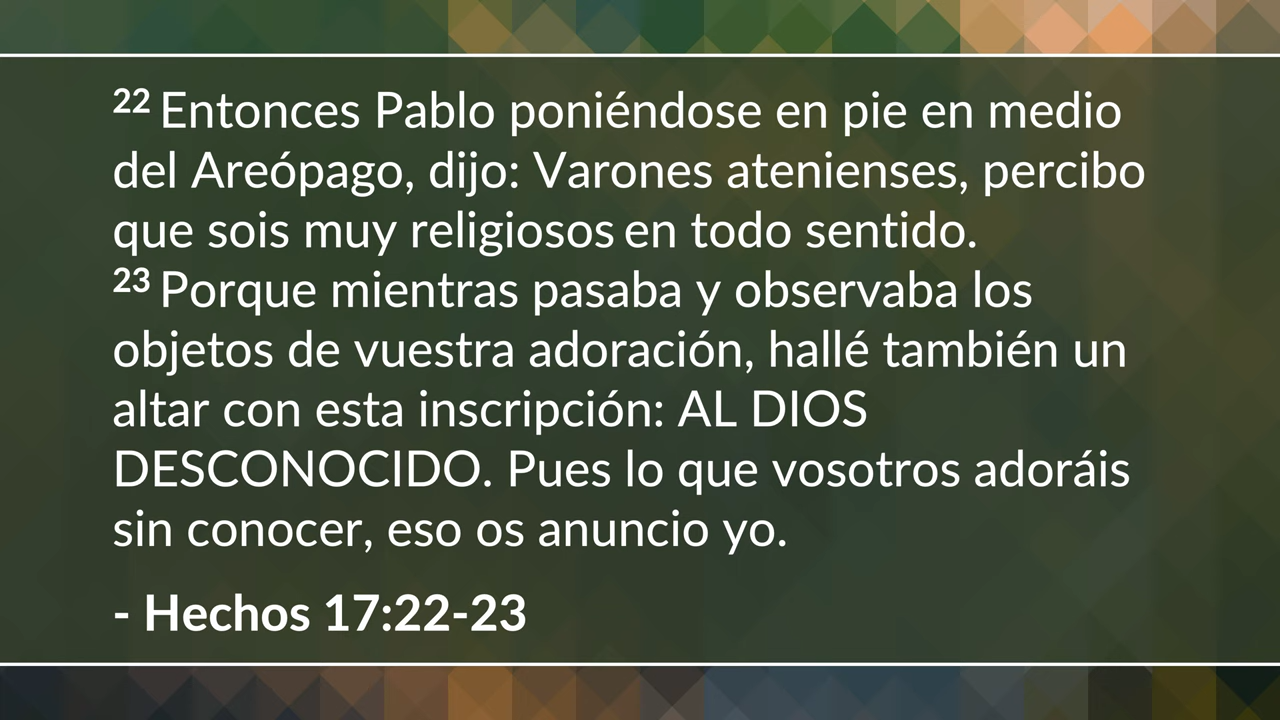 22 Entonces Pablo poniéndose en pie en medio
del Areópago, dijo: Varones atenienses, percibo
que sois muy religiosos en todo sentido.
23 Porque mientras pasaba y observaba los
objetos de vuestra adoración, hallé también un
altar con esta inscripción: AL DIOS
DESCONOCIDO. Pues lo que vosotros adoráis
sin conocer, eso os anuncio yo.
- Hechos 17:22-23